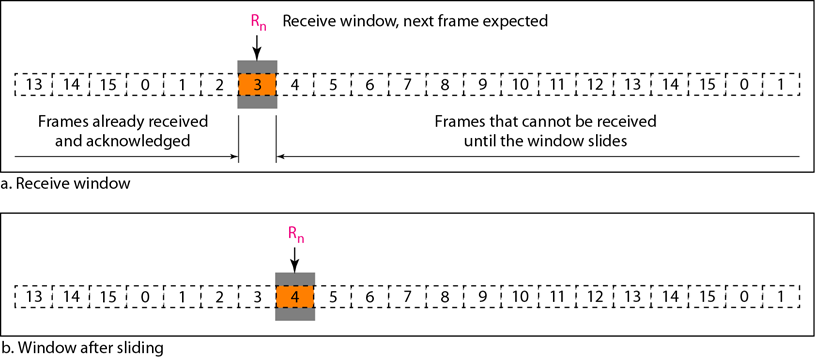 Rn Receive window, next frame expected
13 14 15 0 1 2 3 4 5 6 7 8 9 10 11 12 13 14 15 0 1
Frames already received
and acknowledged
Frames that cannot be received
until the window slides
a. Receive window
Rn
13 14 15 0 1 2 3 4 5 6 7 8 9 10 11 12 13 14 15 0 1
b. Window after sliding